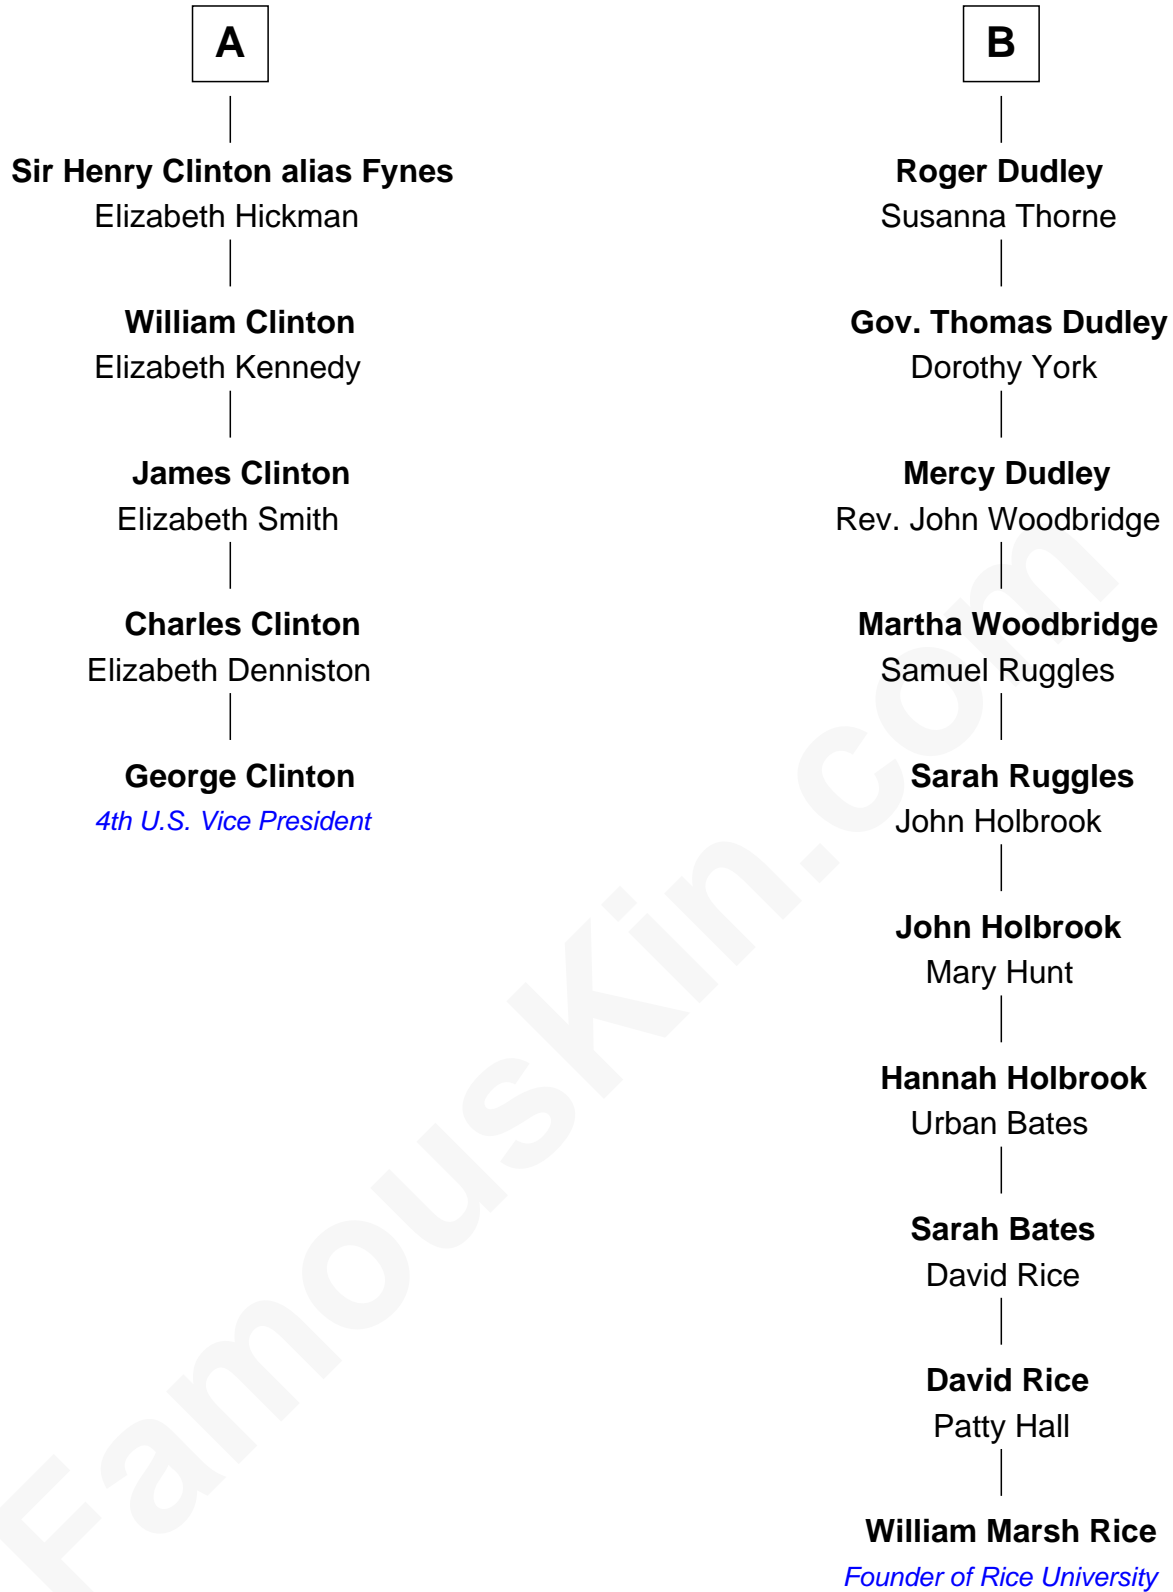 A
Sir Henry Clinton alias Fynes
Elizabeth Hickman
William Clinton
Elizabeth Kennedy
James Clinton
Elizabeth Smith
Charles Clinton
Elizabeth Denniston
George Clinton
4th U.S. Vice President
B
Roger Dudley
Susanna Thorne
Gov. Thomas Dudley
Dorothy York
Mercy Dudley
Rev. John Woodbridge
Martha Woodbridge
Samuel Ruggles
Sarah Ruggles
John Holbrook
John Holbrook
Mary Hunt
Hannah Holbrook
Urban Bates
Sarah Bates
David Rice
David Rice
Patty Hall
William Marsh Rice
Founder of Rice University
FamousKin.com